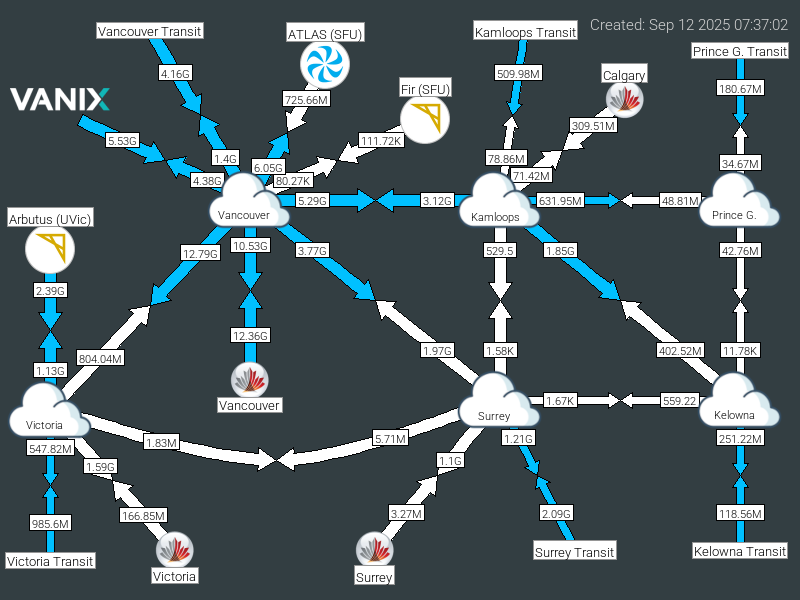 Created: Sep 12 2025 07:37:02
Vancouver Transit
ATLAS (SFU)
Kamloops Transit
Prince G. Transit
4.16G
509.98M
Calgary
180.67M
Fir (SFU)
VANIX
725.66M
309.51M
5.53G
111.72K
1.4G
78.86M
34.67M
6.05G
71.42M
4.38G
80.27K
5.29G
3.12G
631.95M
48.81M
Arbutus (UVic)
Vancouver
Kamloops
Prince G.
12.79G
10.53G
3.77G
529.5
1.85G
42.76M
2.39G
12.36G
1.13G
804.04M
1.97G
1.58K
402.52M
11.78K
Vancouver
1.67K
559.22
Victoria
Surrey
Kelowna
547.82M
1.83M
5.71M
1.21G
251.22M
1.59G
1.1G
985.6M
166.85M
3.27M
2.09G
118.56M
Victoria Transit
Victoria
Surrey
Surrey Transit
Kelowna Transit